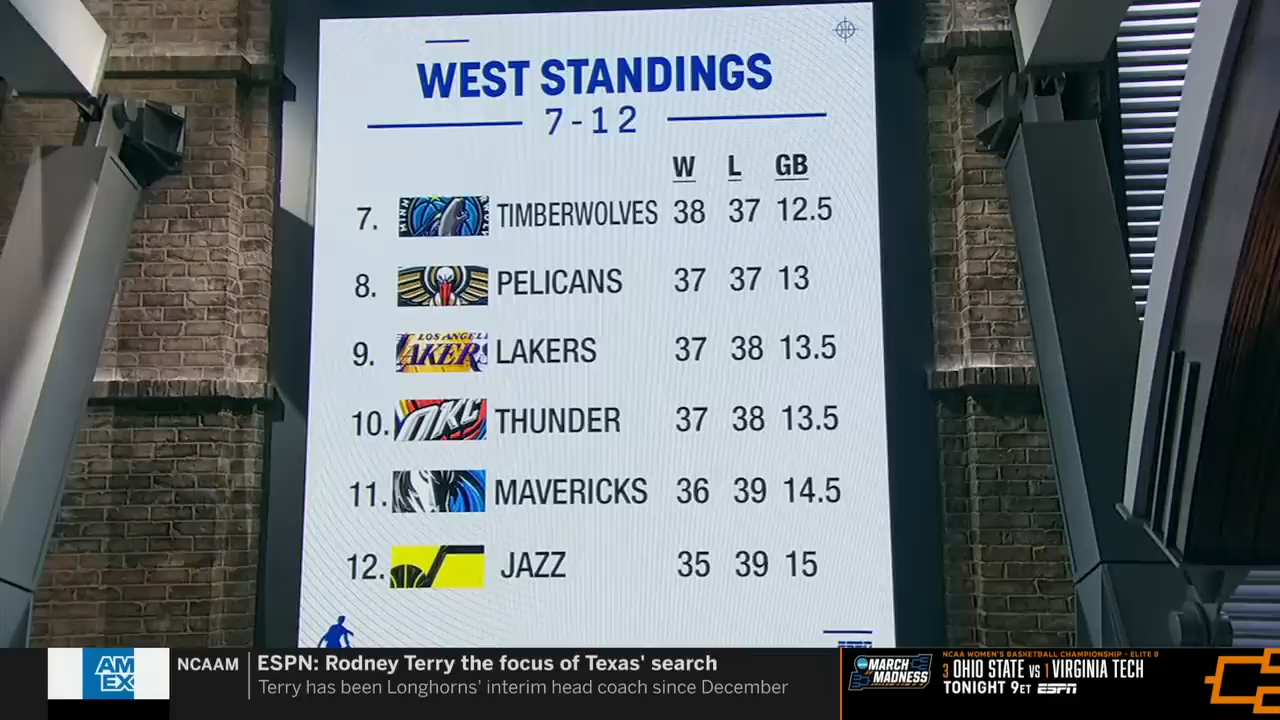 WEST STANDINGS
7-12
W L GB
7. TIMBERWOLVES 38 37 12.5
8. PELICANS 37 37 13
9. LOS ANGEL LAKERS LAKERS 37 38 13.5
10. OKC THUNDER 37 38 13.5
11. MAVERICKS 36 39 14.5
12. JAZZ 35 39 15
AM
EX
NCAAM
ESPN: Rodney Terry the focus of Texas' search
Terry has been Longhorns' interim head coach since December
MARCH
MADNESS
NCAA WOMEN'S BASKETBALL CHAMPIONSHIP - ELITE 8
3 OHIO STATE VS 1 VIRGINIA TECH
TONIGHT 9ET ESPN